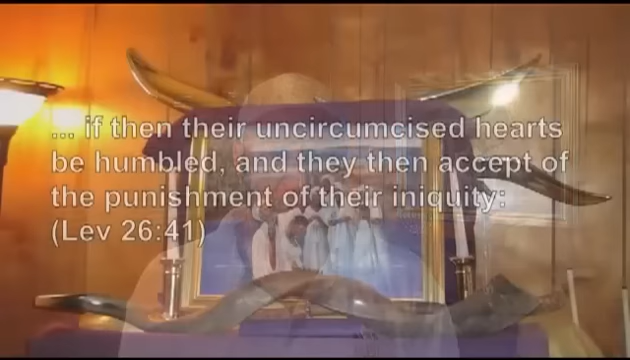 ... if then their uncircumcised hearts
be humbled, and they then accept of
the punishment of their iniquity:
(Lev 26:41)